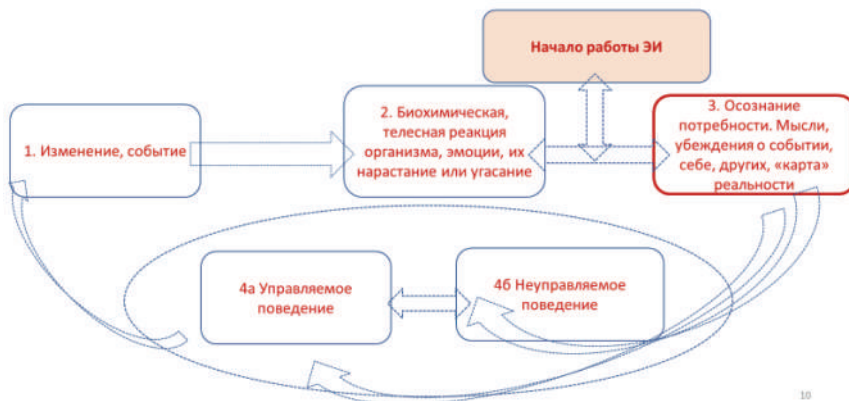 Начало работы ЭИ
1. Изменение, событие
2. Биохимическая,
телесная реакция
организма, эмоции, их
нарастание или угасание
3. Осознание
потребности. Мысли,
убеждения о событии,
себе, других, «карта»
реальности
4а Управляемое
поведение
4б Неуправляемое
поведение
10